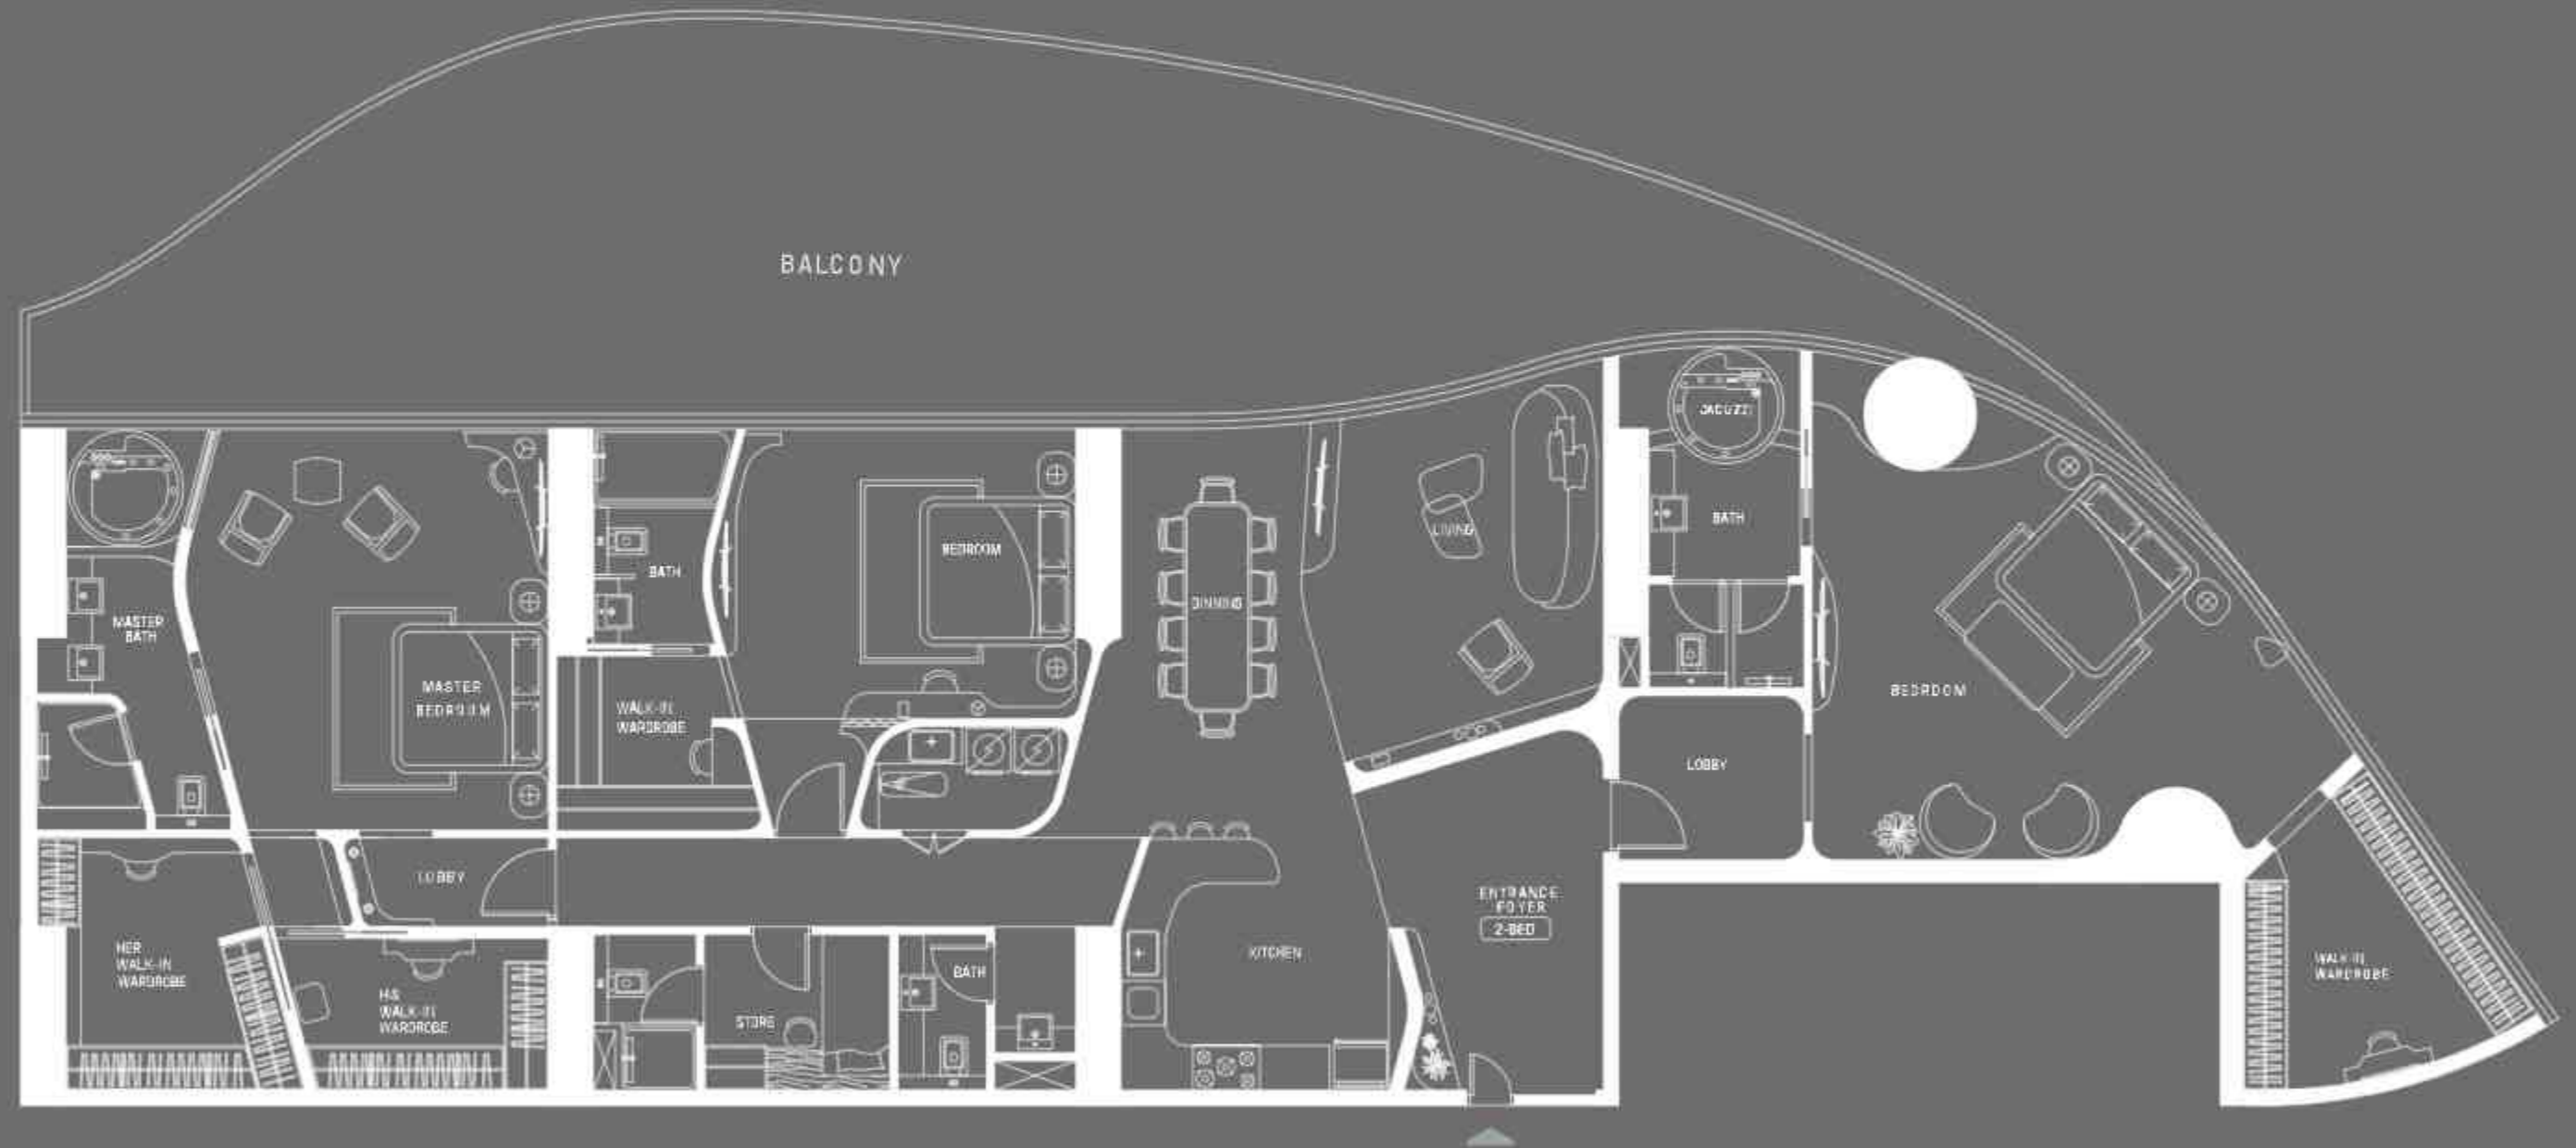 BALCONY
JACUZZI
BATH
LIVING
BEDROOM
BATH
DINNING
MASTER
BATH
MASTER
BEDROOM
WALK-IN
WARDROBE
BEDROOM
LOBBY
LOBBY
ENTRANCE
FOYER
2-BED
HER
WALK-IN
WARDROBE
HIS
WALK-IN
WARDROBE
STORE
BATH
KITCHEN
WALK-IN
WARDROBE